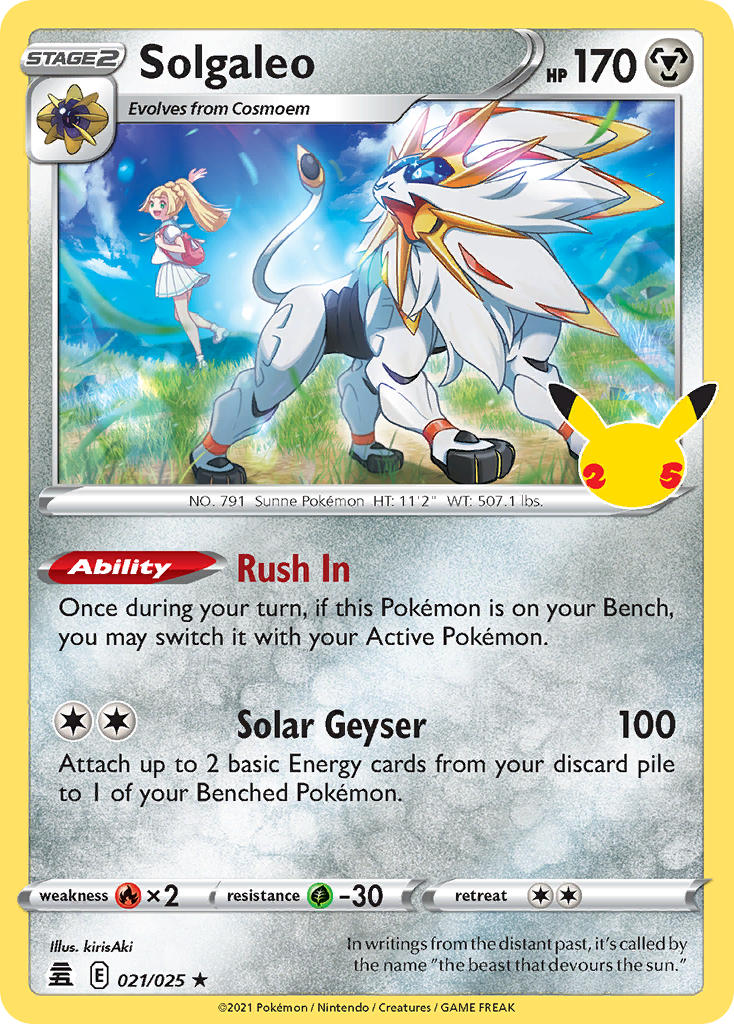 STAGE2
Solgaleo
HP 170
Evolves from Cosmoem
25
NO. 791 Sunne Pokémon HT: 11'2" WT: 507.1 lbs.
Ability Rush In
Once during your turn, if this Pokémon is on your Bench,
you may switch it with your Active Pokémon.
Solar Geyser 100
Attach up to 2 basic Energy cards from your discard pile
to 1 of your Benched Pokémon.
weakness ×2 resistance -30 retreat
Illus. kirisAki
In writings from the distant past, it's called by
the name "the beast that devours the sun."
E 021/025 ★
©2021 Pokémon / Nintendo / Creatures / GAME FREAK